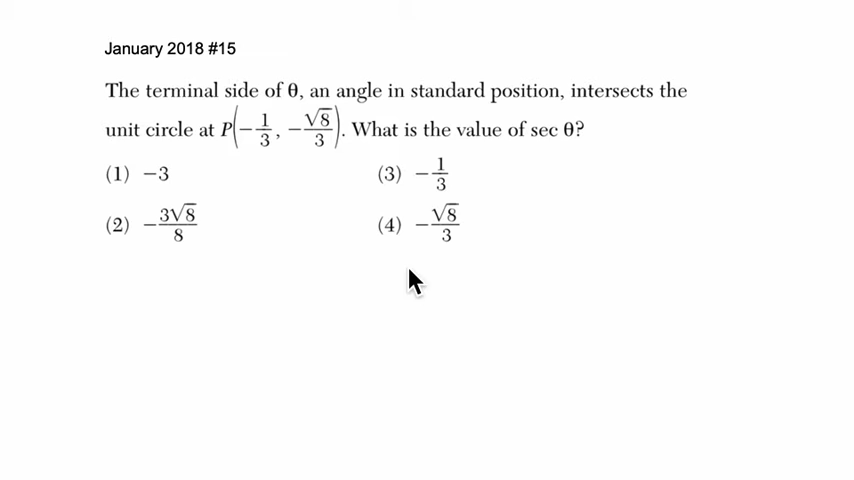 January 2018 #15
The terminal side of θ, an angle in standard position, intersects the
unit circle at P(−1/3, −√8/3). What is the value of sec θ?
(1) −3 (3) −1/3
(2) −3√8/8 (4) −√8/3